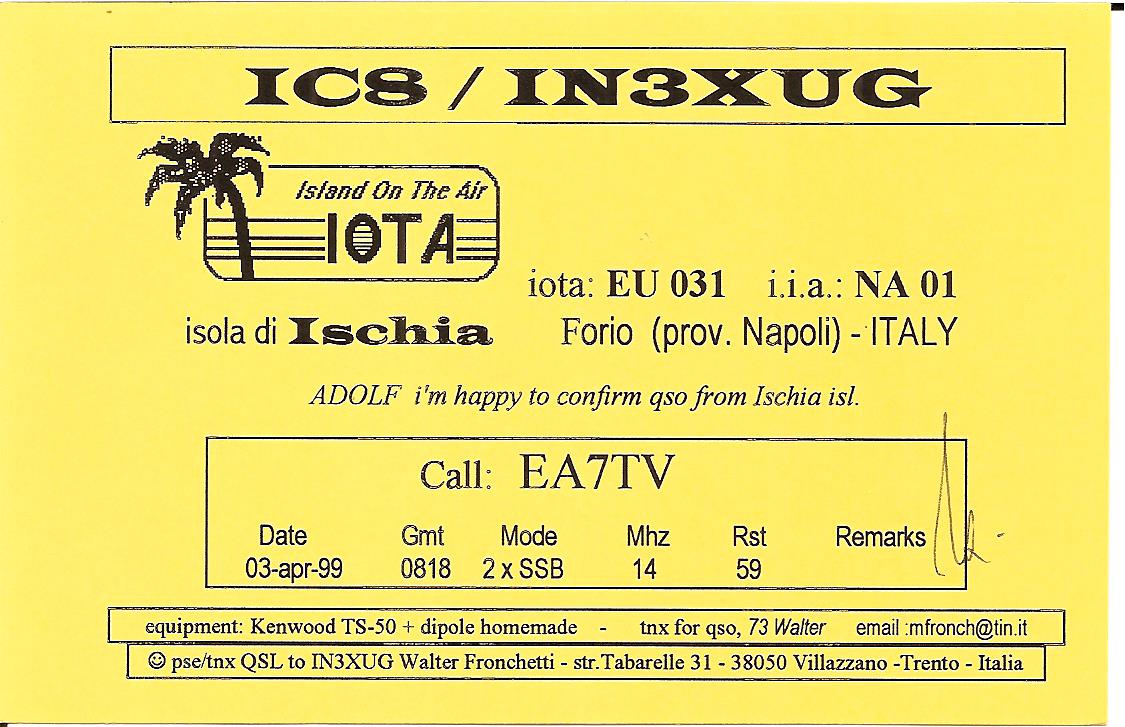 IC8 / IN3XUG
Island On The Air
IOTA
iota: EU 031 i.i.a.: NA 01
isola di Ischia Forio (prov. Napoli) - ITALY
ADOLF i'm happy to confirm qso from Ischia isl.
Call: EA7TV
Date Gmt Mode Mhz Rst Remarks
03-apr-99 0818 2 x SSB 14 59
equipment: Kenwood TS-50 + dipole homemade - tnx for qso, 73 Walter email :mfronch@tin.it
☺ pse/tnx QSL to IN3XUG Walter Fronchetti - str.Tabarelle 31 - 38050 Villazzano -Trento - Italia